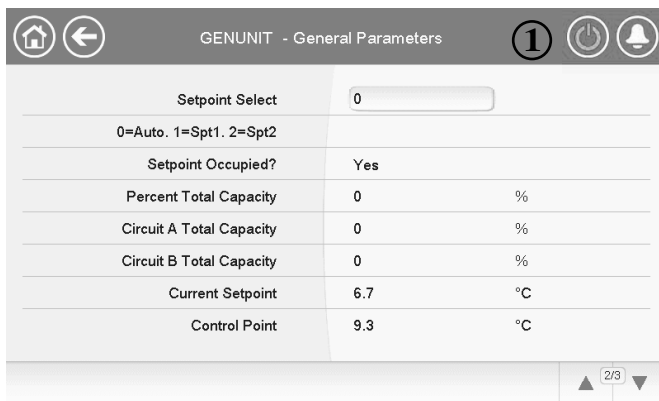 GENUNIT - General Parameters
①
Setpoint Select 0
0=Auto. 1=Spt1. 2=Spt2
Setpoint Occupied? Yes
Percent Total Capacity 0 %
Circuit A Total Capacity 0 %
Circuit B Total Capacity 0 %
Current Setpoint 6.7 °C
Control Point 9.3 °C
2/3